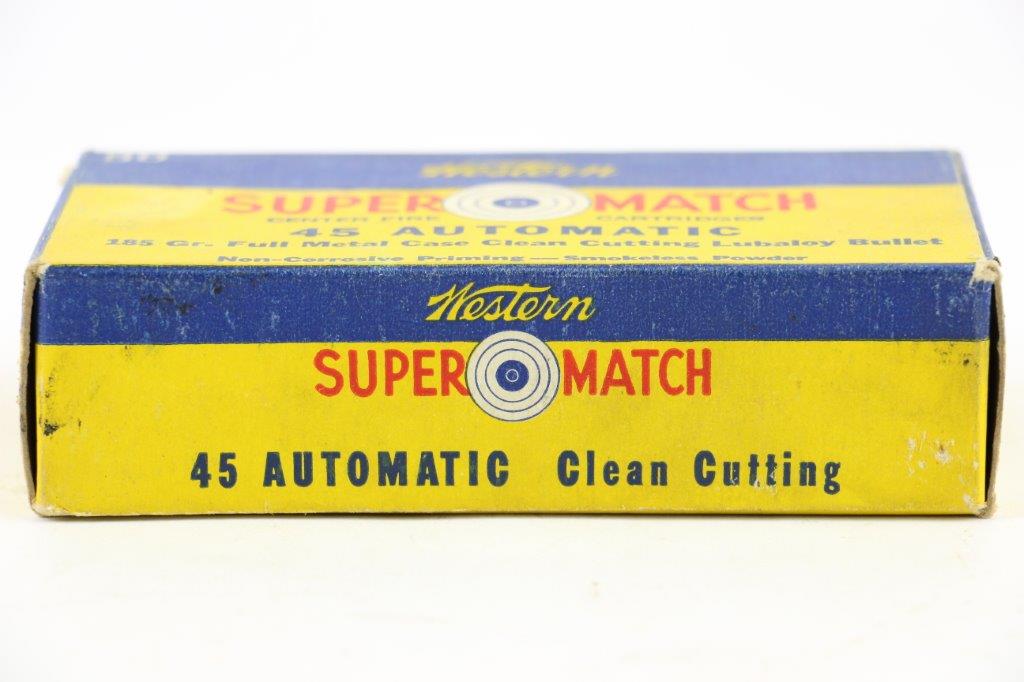 Western
SUPER MATCH
CENTER FIRE CARTRIDGES
45 AUTOMATIC
185 Gr. Full Metal Case Clean Cutting Lubaloy Bullet
Non-Corrosive Priming — Smokeless Powder
Western
SUPER MATCH
45 AUTOMATIC Clean Cutting